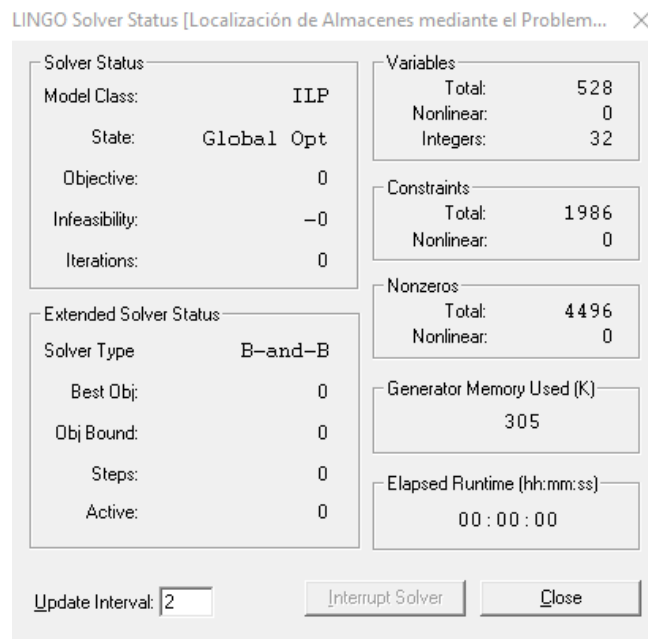 LINGO Solver Status [Localización de Almacenes mediante el Problem...
Solver Status
Model Class: ILP
State: Global Opt
Objective: 0
Infeasibility: -0
Iterations: 0
Extended Solver Status
Solver Type B-and-B
Best Obj: 0
Obj Bound: 0
Steps: 0
Active: 0
Update Interval: 2
Variables
Total: 528
Nonlinear: 0
Integers: 32
Constraints
Total: 1986
Nonlinear: 0
Nonzeros
Total: 4496
Nonlinear: 0
Generator Memory Used (K)
305
Elapsed Runtime (hh:mm:ss)
00:00:00
Interrupt Solver
Close